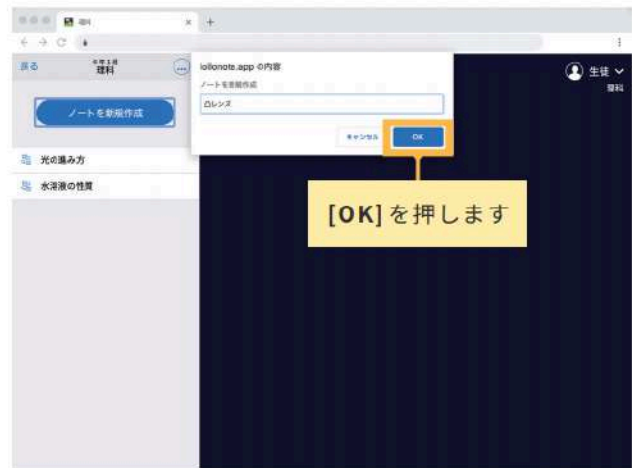 理科
戻る
理科
ノートを新規作成
光の進み方
水溶液の性質
loilonote.app の内容
ノートを新規作成
凸レンズ
キャンセル
OK
生徒
理科
[OK]を押します